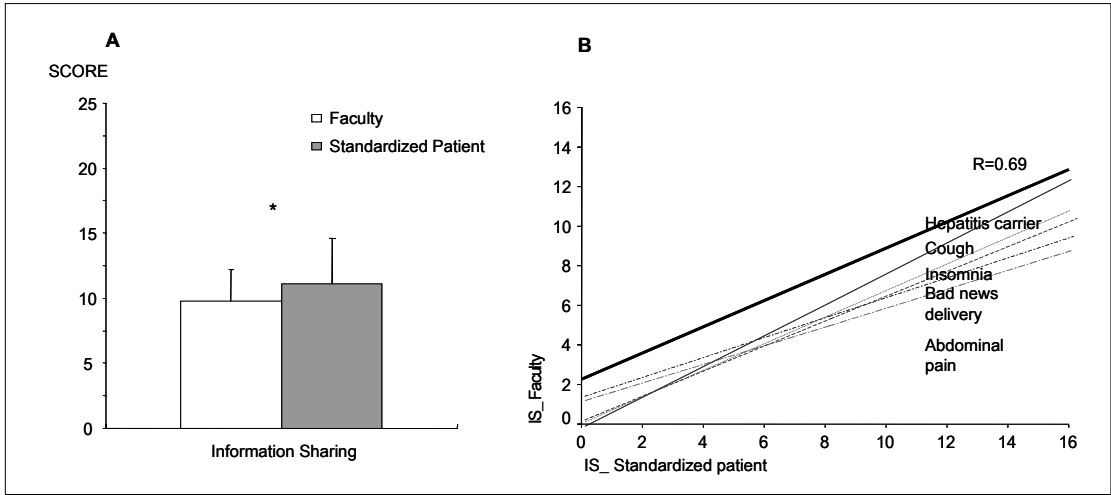 A
SCORE
25
20
15
10
5
0
Faculty
Standardized Patient
*
Information Sharing
B
16
14
12
10
8
6
4
2
0
IS_Faculty
R=0.69
Hepatitis carrier
Cough
Insomnia
Bad news
delivery
Abdominal
pain
0 2 4 6 8 10 12 14 16
IS_ Standardized patient